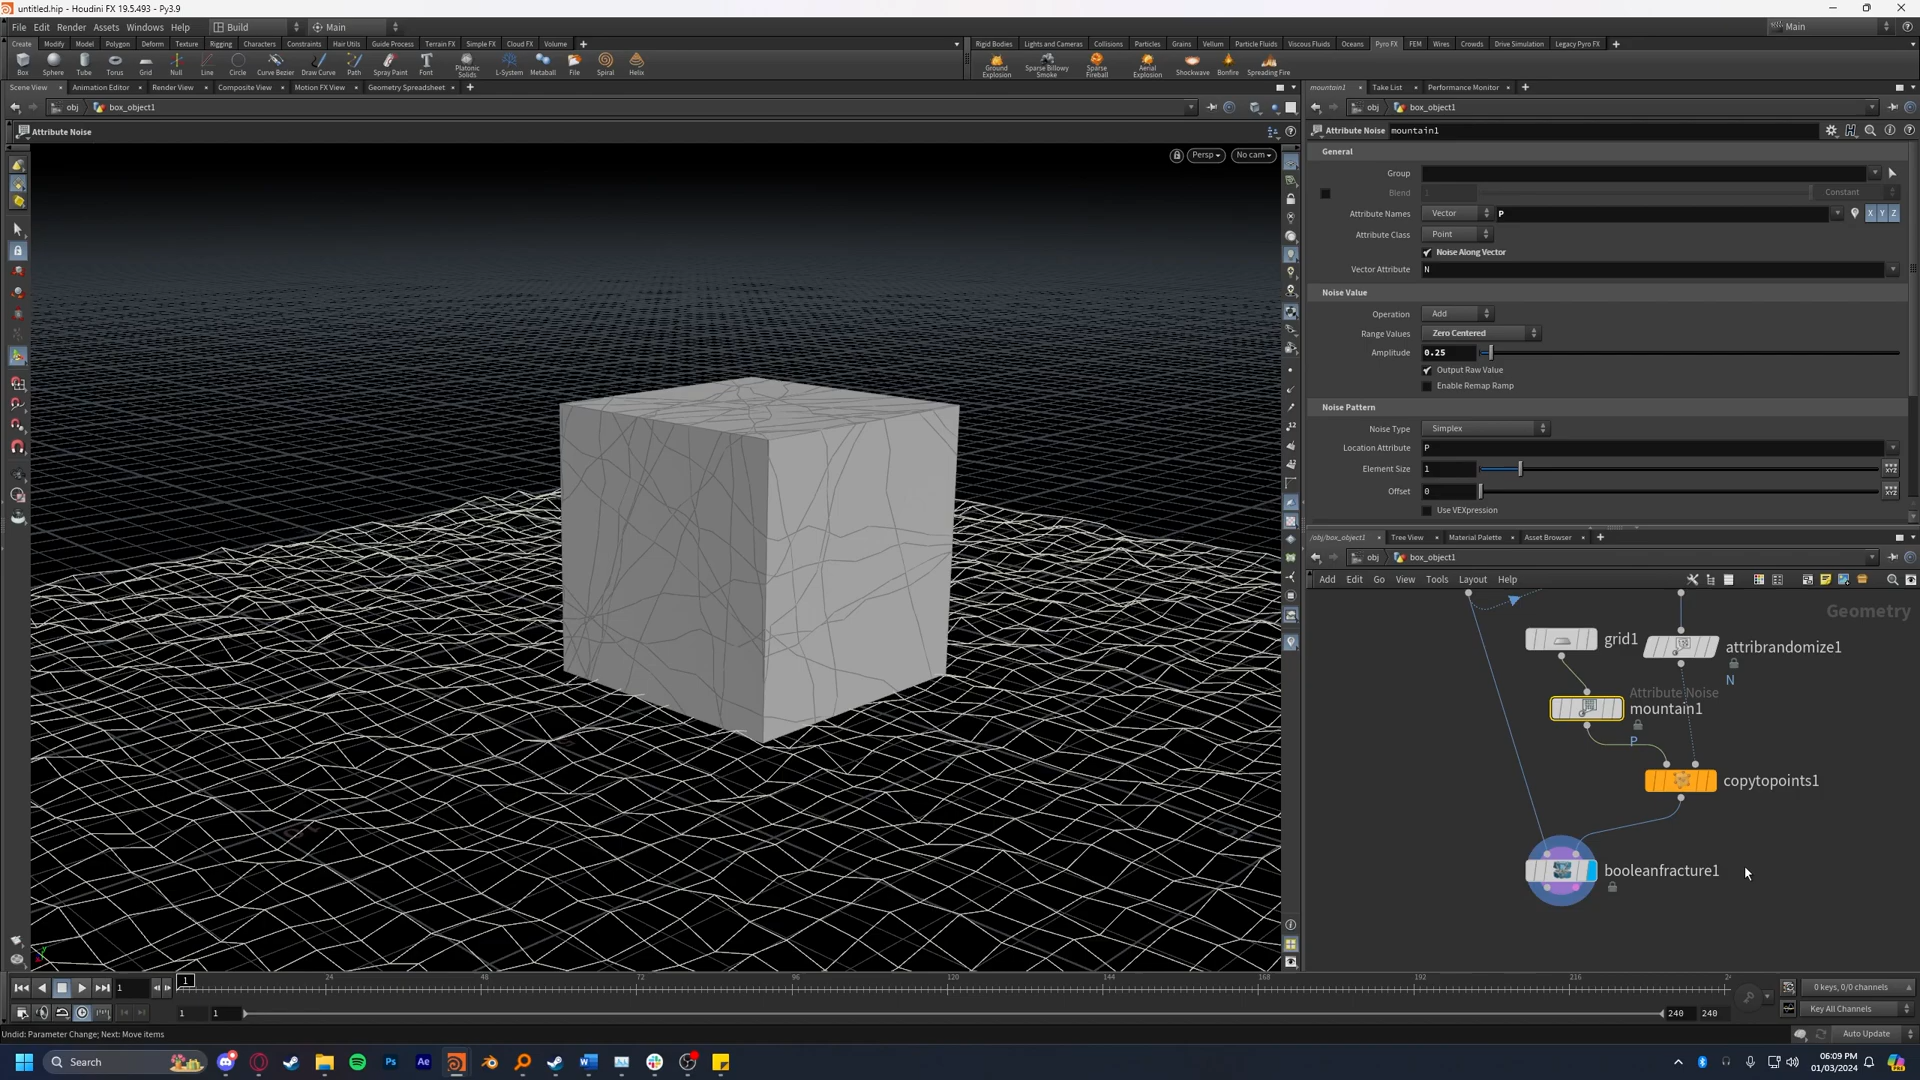 untitled.hip - Houdini FX 19.5.493 - Py3.9
File Edit Render Assets Windows Help Build Main Main
Create Modify Model Polygon Deform Texture Rigging Characters Constraints Hair Utils Guide Process Terrain FX Simple FX Cloud FX Volume
Rigid Bodies Lights and Cameras Collisions Particles Grains Vellum Particle Fluids Viscous Fluids Oceans Pyro FX FEM Wires Crowds Drive Simulation Legacy Pyro FX
Box Sphere Tube Torus Grid Null Line Circle Curve Bezier Draw Curve Path Spray Paint Font Platonic Solids L-System Metaball File Spiral Helix
Ground Explosion Sparse Billowy Smoke Sparse Fireball Aerial Explosion Shockwave Bonfire Spreading Fire
Scene View Animation Editor Render View Composite View Motion FX View Geometry Spreadsheet
mountain1 Take List Performance Monitor
obj box_object1
obj box_object1
Attribute Noise
Attribute Noise mountain1
Persp No cam
General
Group
Blend 1 Constant
Attribute Names Vector P X Y Z
Attribute Class Point
Noise Along Vector
Vector Attribute N
Noise Value
Operation Add
Range Values Zero Centered
Amplitude 0.25
Output Raw Value
Enable Remap Ramp
Noise Pattern
Noise Type Simplex
Location Attribute P
Element Size 1
Offset 0
Use VEXpression
/obj/box_object1 Tree View Material Palette Asset Browser
obj box_object1
Add Edit Go View Tools Layout Help
Geometry
grid1
attribrandomize1
N
Attribute Noise
mountain1
P
copytopoints1
booleanfracture1
1 24 48 72 96 120 144 168 192 216
1
0 keys, 0/0 channels
1 1 240 240
Key All Channels
Undid: Parameter Change; Next: Move items
Auto Update
Search
Ps Ae
06:09 PM
01/03/2024